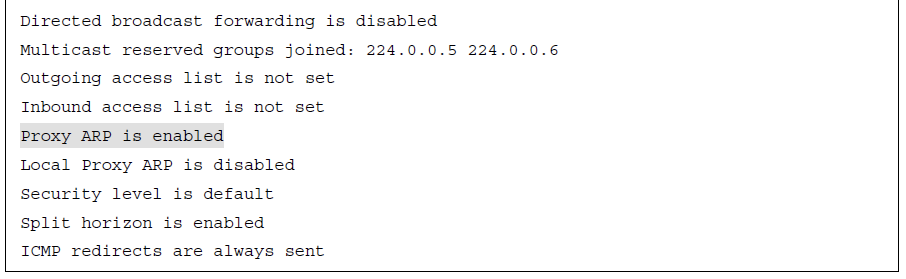 Directed broadcast forwarding is disabled
Multicast reserved groups joined: 224.0.0.5 224.0.0.6
Outgoing access list is not set
Inbound access list is not set
Proxy ARP is enabled
Local Proxy ARP is disabled
Security level is default
Split horizon is enabled
ICMP redirects are always sent